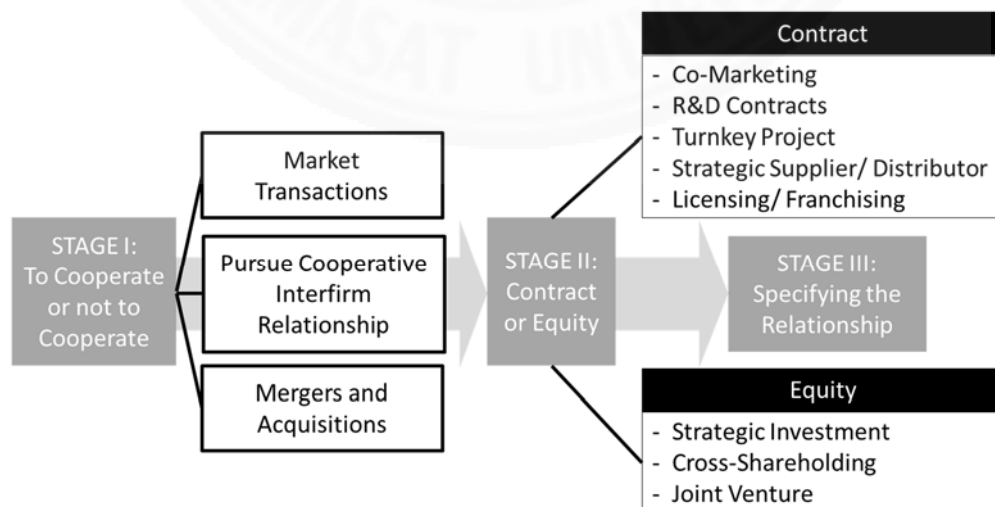 STAGE I:
To Cooperate
or not to
Cooperate
Market
Transactions
Pursue Cooperative
Interfirm
Relationship
Mergers and
Acquisitions
STAGE II:
Contract
or Equity
Contract
- Co-Marketing
- R&D Contracts
- Turnkey Project
- Strategic Supplier/ Distributor
- Licensing/ Franchising
STAGE III:
Specifying the
Relationship
Equity
- Strategic Investment
- Cross-Shareholding
- Joint Venture